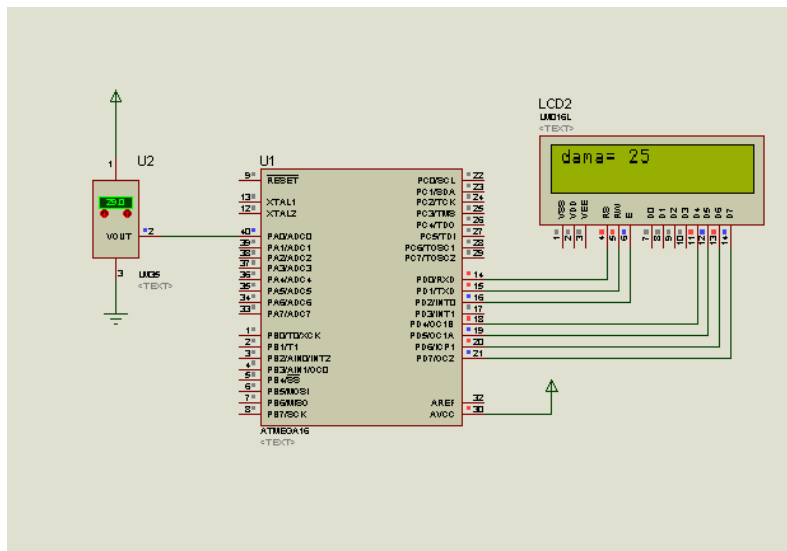 LCD2
LM016L
<TEXT>
dama= 25
VSS VDD VEE RS RW E D0 D1 D2 D3 D4 D5 D6 D7
1 2 3 4 5 6 7 8 9 10 11 12 13 14
U2
1
29.0
VOUT
2
3
LM35
<TEXT>
U1
9 RESET
13 XTAL1
12 XTAL2
40 PA0/ADC0
39 PA1/ADC1
38 PA2/ADC2
37 PA3/ADC3
36 PA4/ADC4
35 PA5/ADC5
34 PA6/ADC6
33 PA7/ADC7
1 PB0/T0/XCK
2 PB1/T1
3 PB2/AIN0/INT2
4 PB3/AIN1/OC0
5 PB4/SS
6 PB5/MOSI
7 PB6/MISO
8 PB7/SCK
PC0/SCL 22
PC1/SDA 23
PC2/TCK 24
PC3/TMS 25
PC4/TDO 26
PC5/TDI 27
PC6/TOSC1 28
PC7/TOSC2 29
PD0/RXD 14
PD1/TXD 15
PD2/INT0 16
PD3/INT1 17
PD4/OC1B 18
PD5/OC1A 19
PD6/ICP1 20
PD7/OC2 21
AREF 32
AVCC 30
ATMEGA16
<TEXT>